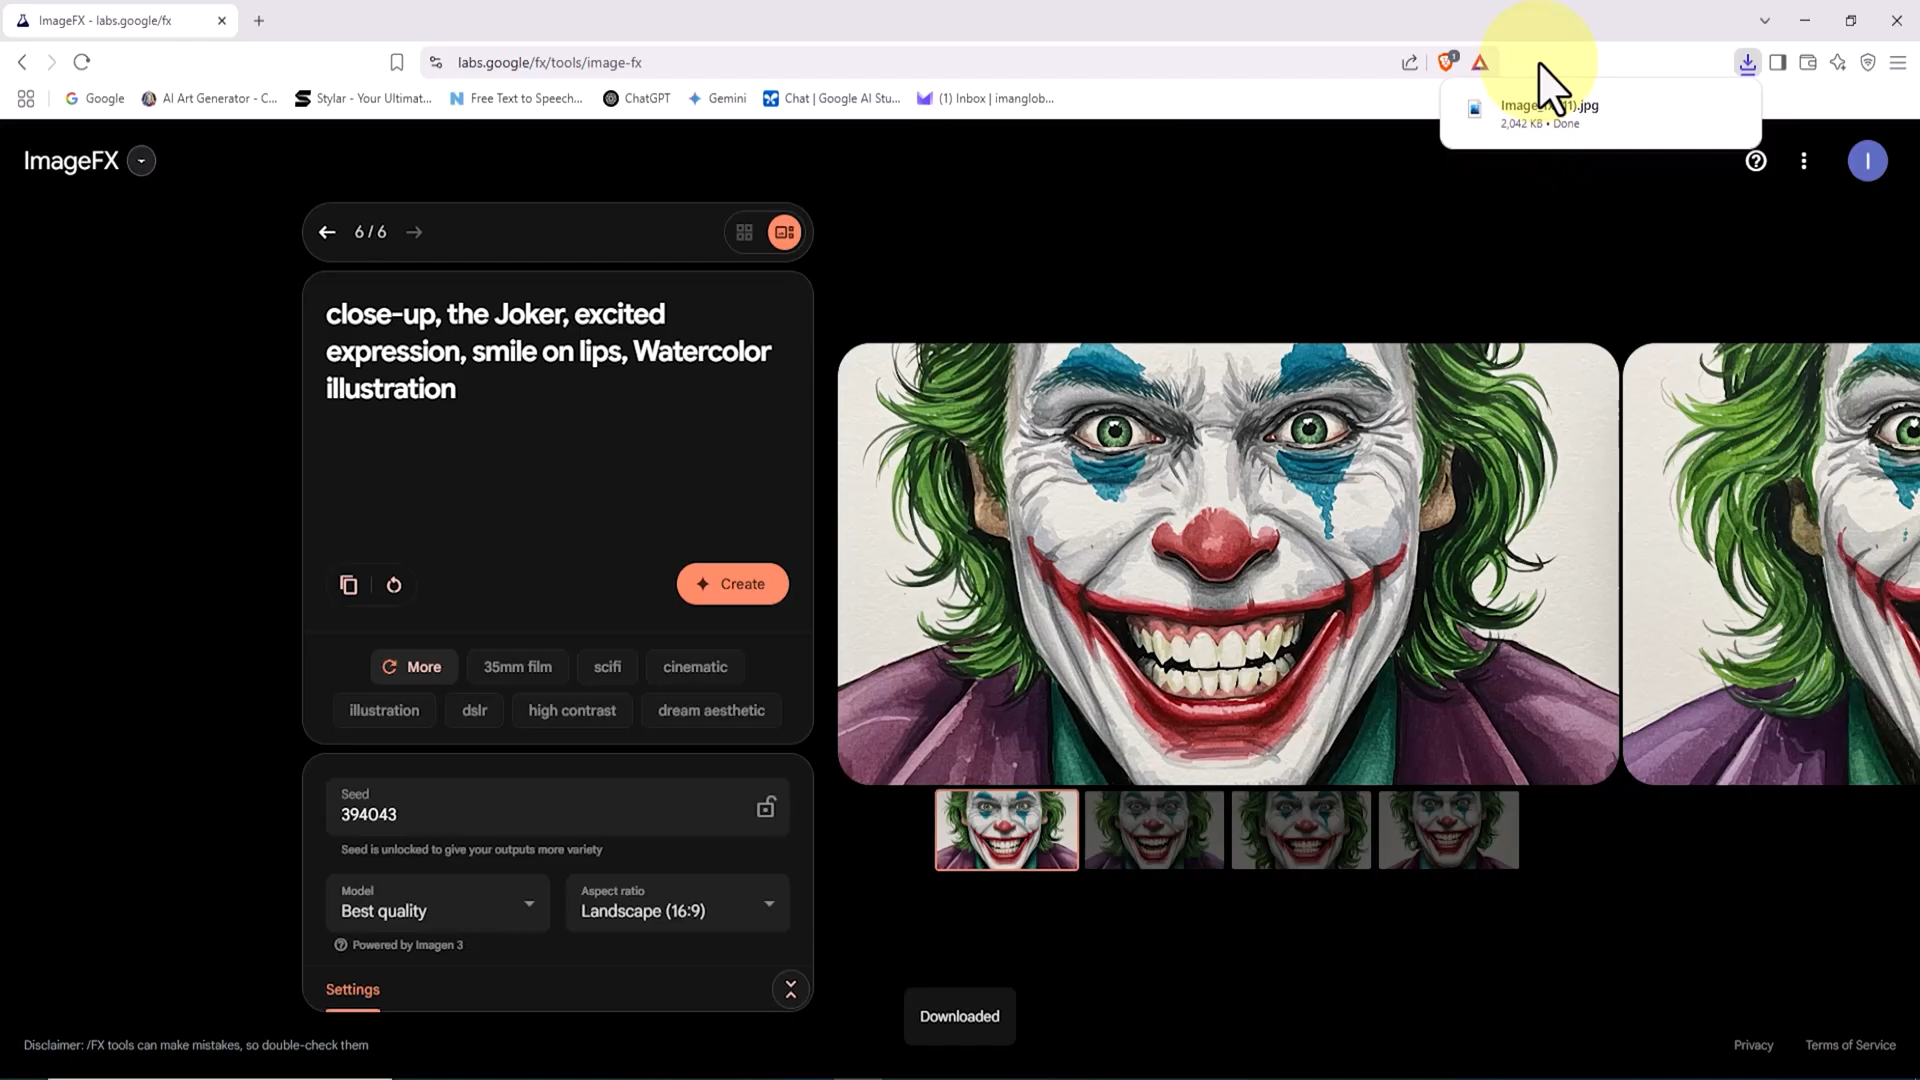 ImageFX - labs.google/fx
labs.google/fx/tools/image-fx
1
Google
AI Art Generator - C...
Stylar - Your Ultimat...
Free Text to Speech...
ChatGPT
Gemini
Chat | Google AI Stu...
(1) Inbox | imanglob...
2,042 KB • Done
ImageFX
I
6 / 6
close-up, the Joker, excited
expression, smile on lips, Watercolor
illustration
Create
More
35mm film
scifi
cinematic
illustration
dslr
high contrast
dream aesthetic
Seed
394043
Seed is unlocked to give your outputs more variety
Model
Best quality
Aspect ratio
Landscape (16:9)
Powered by Imagen 3
Settings
Downloaded
Disclaimer: /FX tools can make mistakes, so double-check them
Privacy
Terms of Service